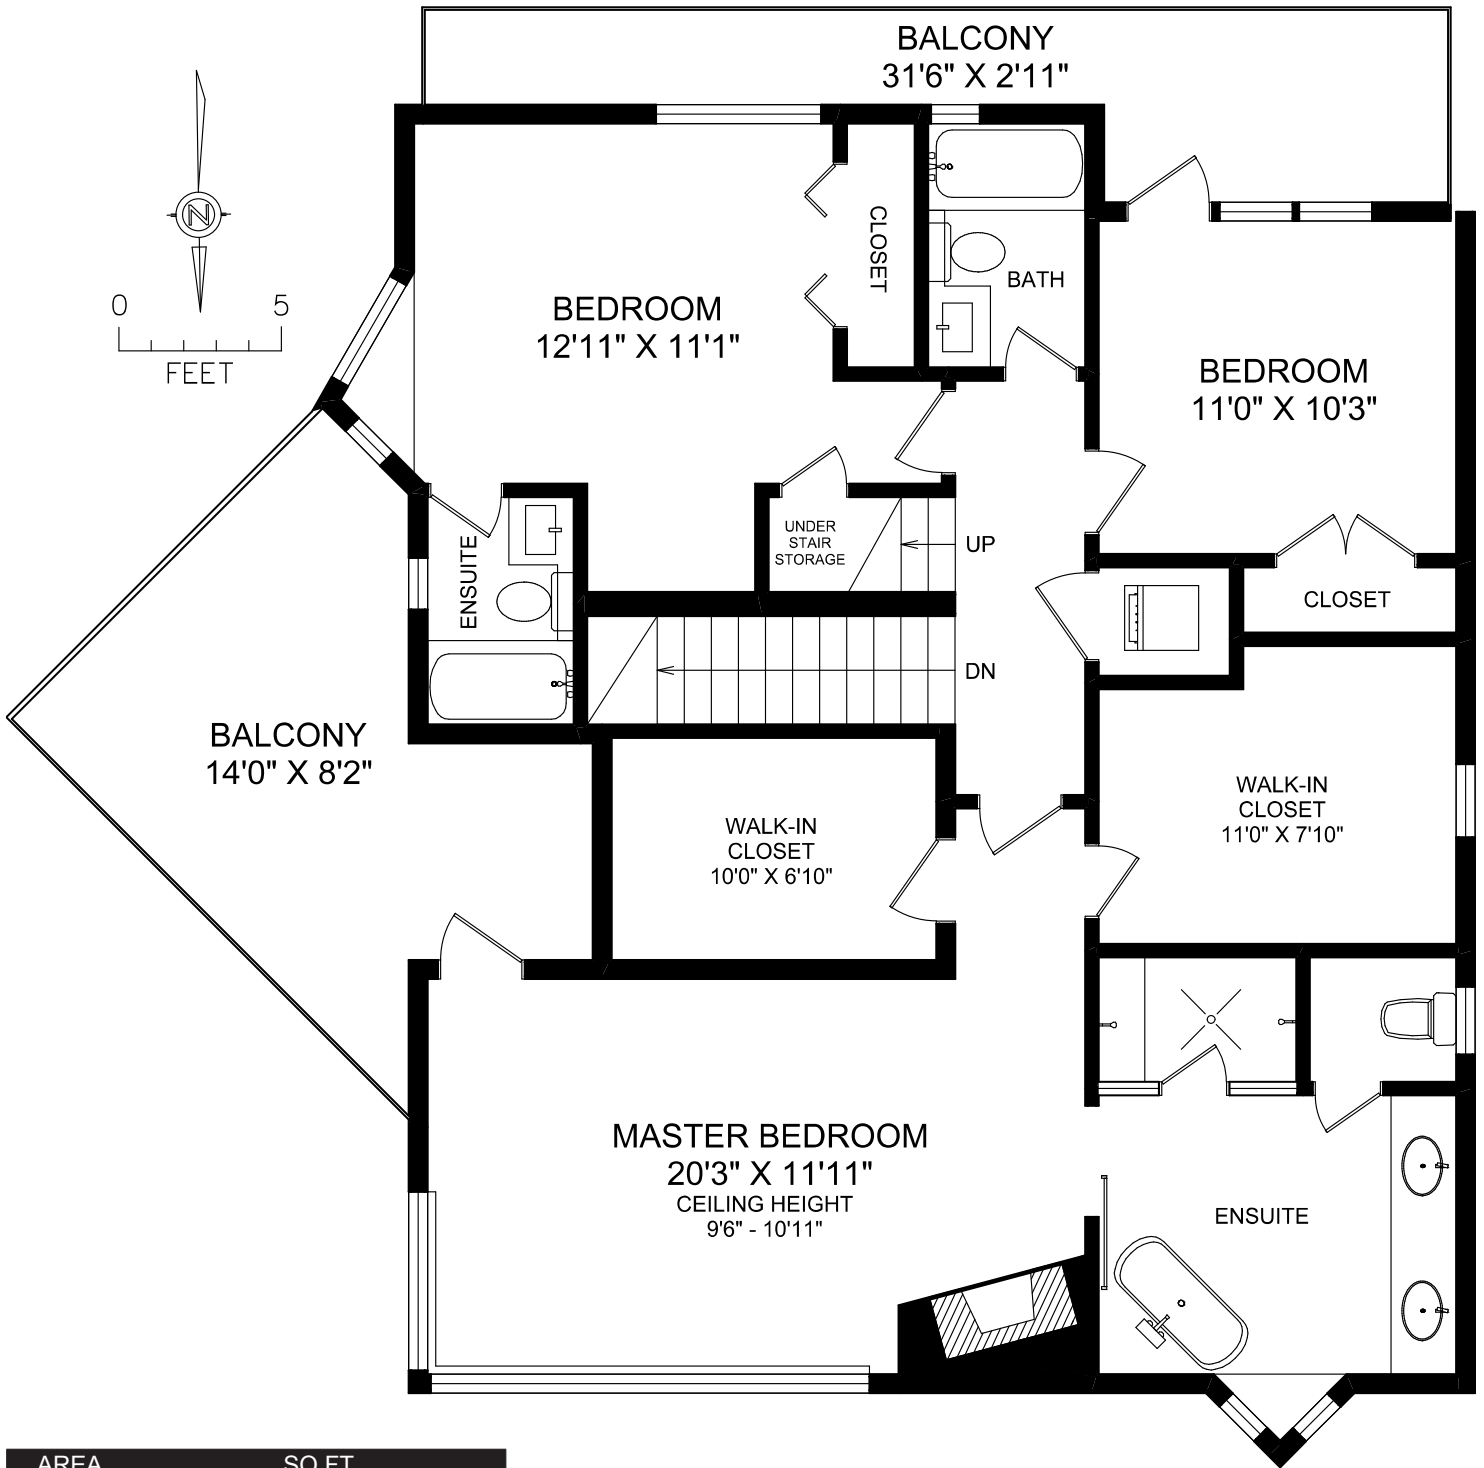 BALCONY
31'6" X 2'11"
N
0 5
FEET
BEDROOM
12'11" X 11'1"
CLOSET
BATH
BEDROOM
11'0" X 10'3"
UNDER
STAIR
STORAGE
UP
ENSUITE
CLOSET
DN
BALCONY
14'0" X 8'2"
WALK-IN
CLOSET
10'0" X 6'10"
WALK-IN
CLOSET
11'0" X 7'10"
MASTER BEDROOM
20'3" X 11'11"
CEILING HEIGHT
9'6" - 10'11"
ENSUITE
AREA SQ FT